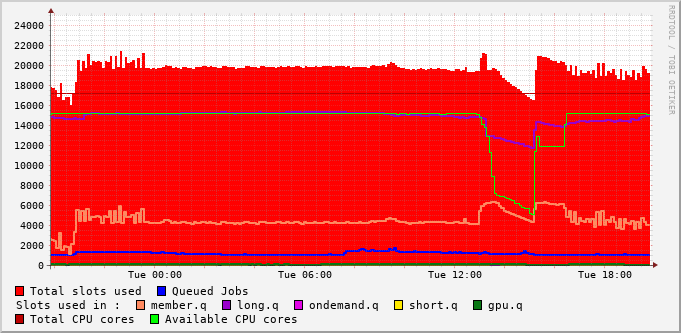 24000
22000
20000
18000
16000
14000
12000
10000
8000
6000
4000
2000
0
Tue 00:00 Tue 06:00 Tue 12:00 Tue 18:00
Total slots used Queued Jobs
Slots used in : member.q long.q ondemand.q short.q gpu.q
Total CPU cores Available CPU cores
RRDTOOL / TOBI OETIKER